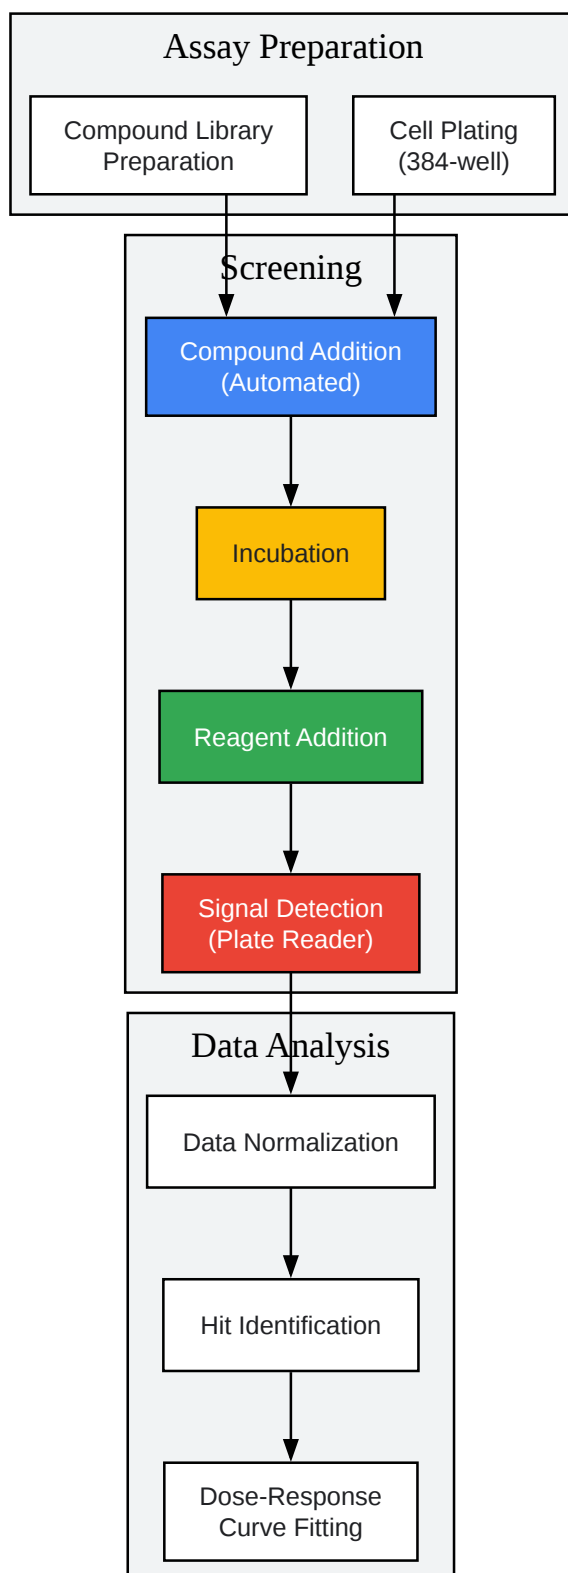 Assay Preparation
Compound Library
Preparation
Cell Plating
(384-well)
Screening
Compound Addition
(Automated)
Incubation
Reagent Addition
Signal Detection
(Plate Reader)
Data Analysis
Data Normalization
Hit Identification
Dose-Response
Curve Fitting